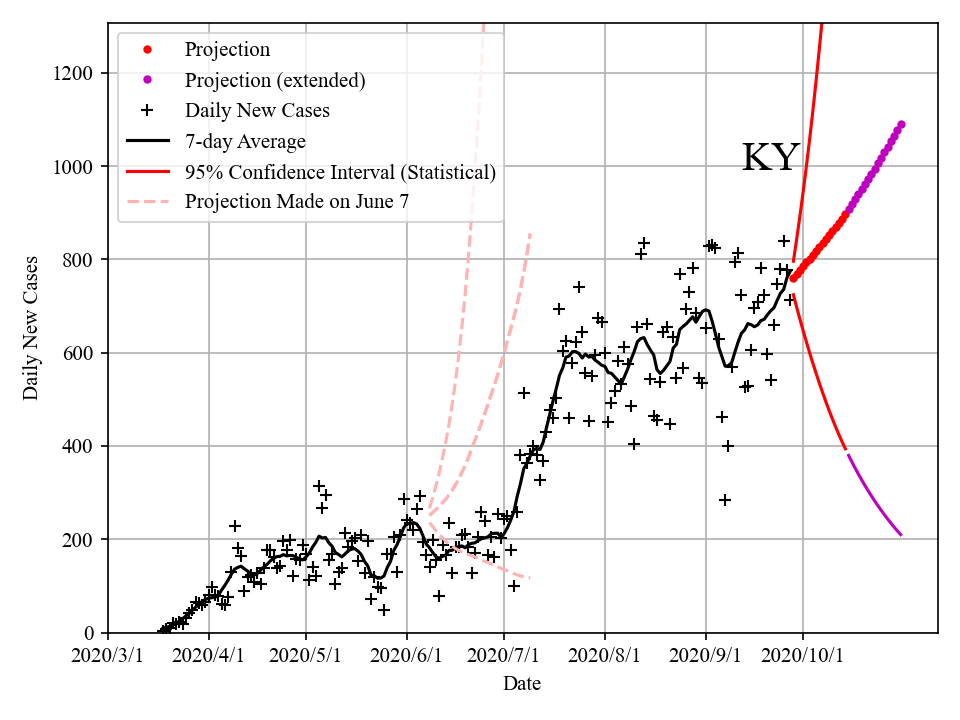 Projection
Projection (extended)
Daily New Cases
7-day Average
95% Confidence Interval (Statistical)
Projection Made on June 7
KY
1200
1000
800
600
400
200
0
Daily New Cases
2020/3/1 2020/4/1 2020/5/1 2020/6/1 2020/7/1 2020/8/1 2020/9/1 2020/10/1
Date